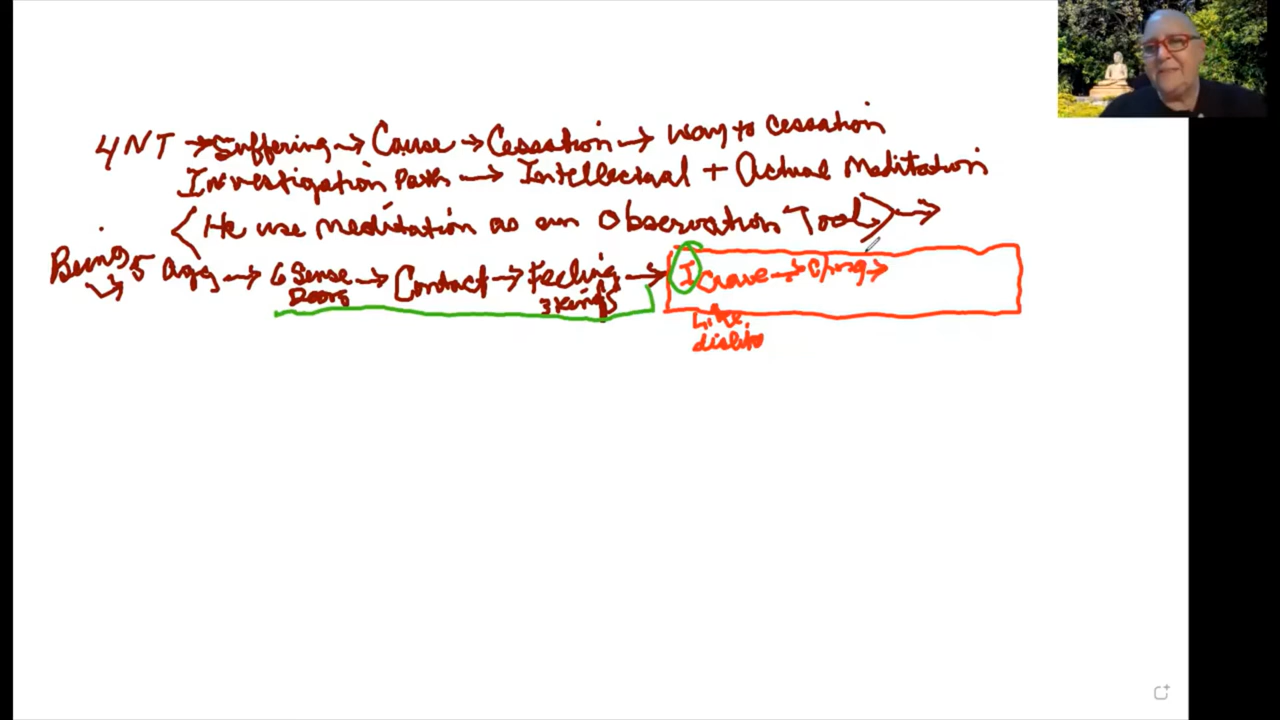 4NT → Suffering → Cause → Cessation → Way to Cessation
Investigation Path → Intellectual + Actual Meditation
(He use meditation as an Observation Tool) →
Being 5 agg → 6 Sense → Contact → Feeling → I Crave → Cling →
Doors 3 Kinds Like
dislike